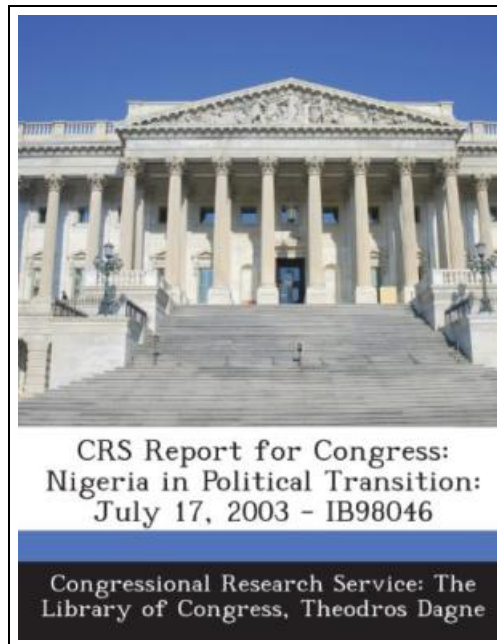 CRS Report for Congress:
Nigeria in Political Transition:
July 17, 2003 - IB98046
Congressional Research Service: The
Library of Congress, Theodros Dagne